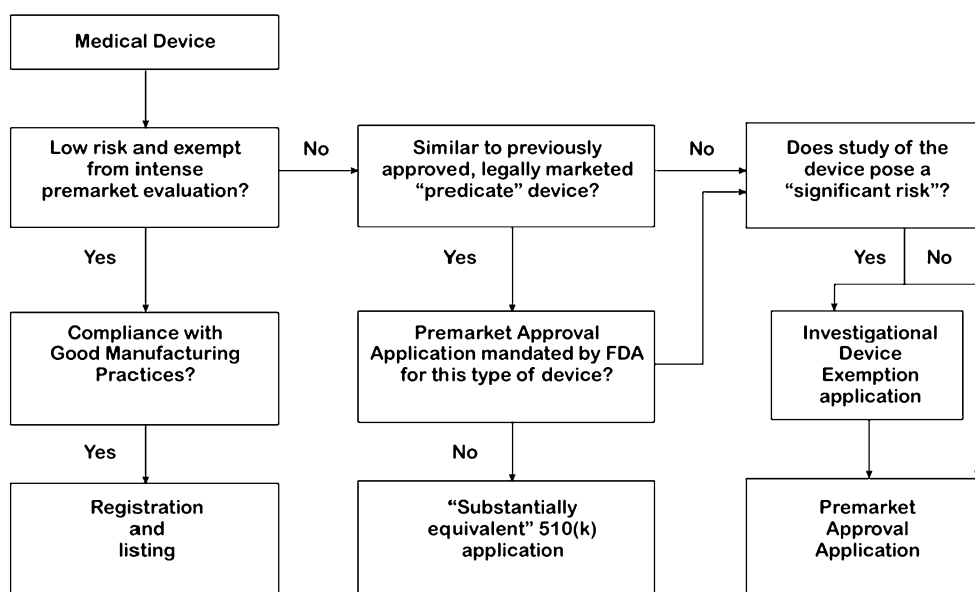 Medical Device
Low risk and exempt
from intense
premarket evaluation?
No
Similar to previously
approved, legally marketed
“predicate” device?
No
Does study of the
device pose a
“significant risk”?
Yes
Yes
Yes
No
Compliance with
Good Manufacturing
Practices?
Premarket Approval
Application mandated by FDA
for this type of device?
Investigational
Device
Exemption
application
Yes
No
Registration
and
listing
“Substantially
equivalent” 510(k)
application
Premarket
Approval
Application